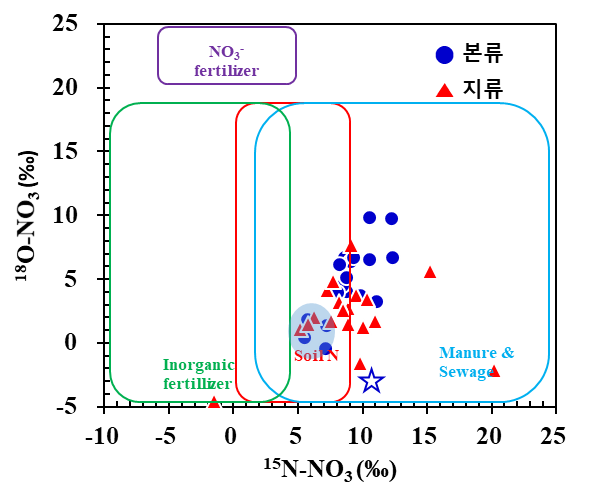 25
20
15
10
5
0
-5
-10
-5
0
5
10
15
20
25
¹⁸O-NO₃ (‰)
¹⁵N-NO₃ (‰)
NO₃⁻
fertilizer
본류
지류
Soil N
Inorganic
fertillizer
Manure &
Sewage